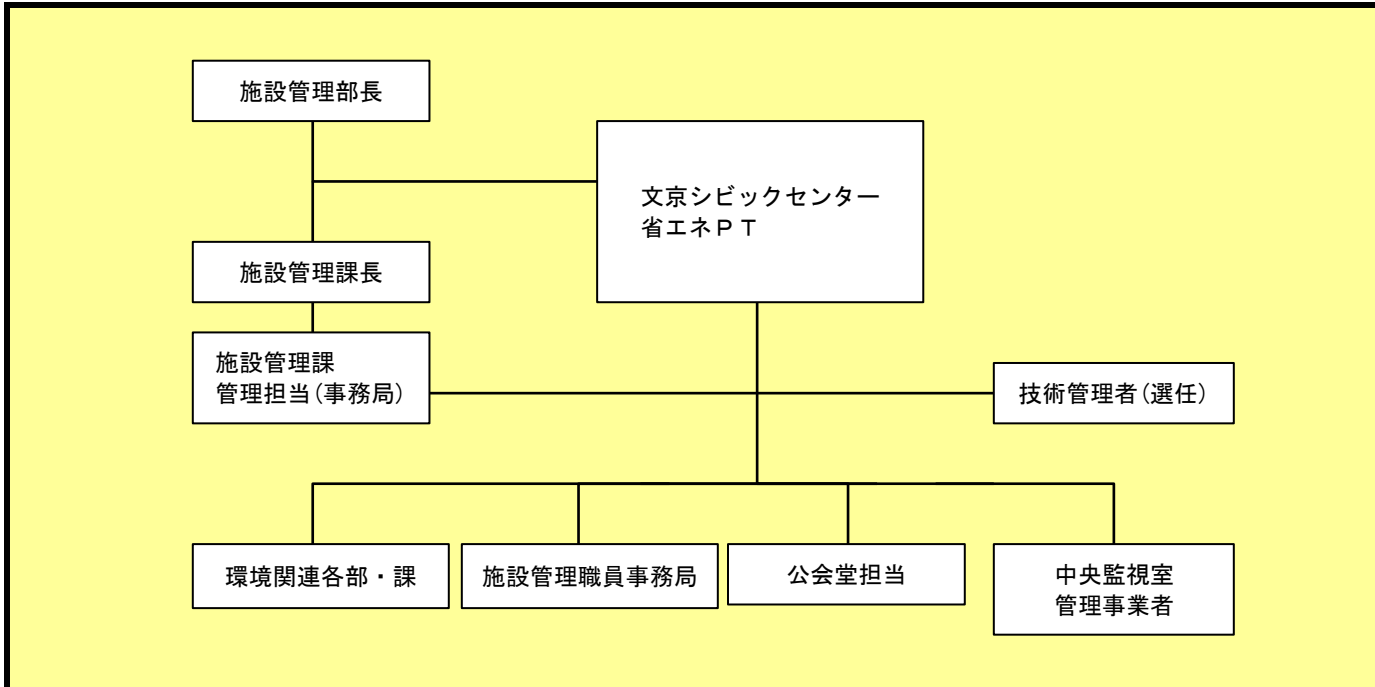 施設管理部長
文京シビックセンター
省エネＰＴ
施設管理課長
施設管理課
管理担当(事務局)
技術管理者(選任)
環境関連各部・課
施設管理職員事務局
公会堂担当
中央監視室
管理事業者